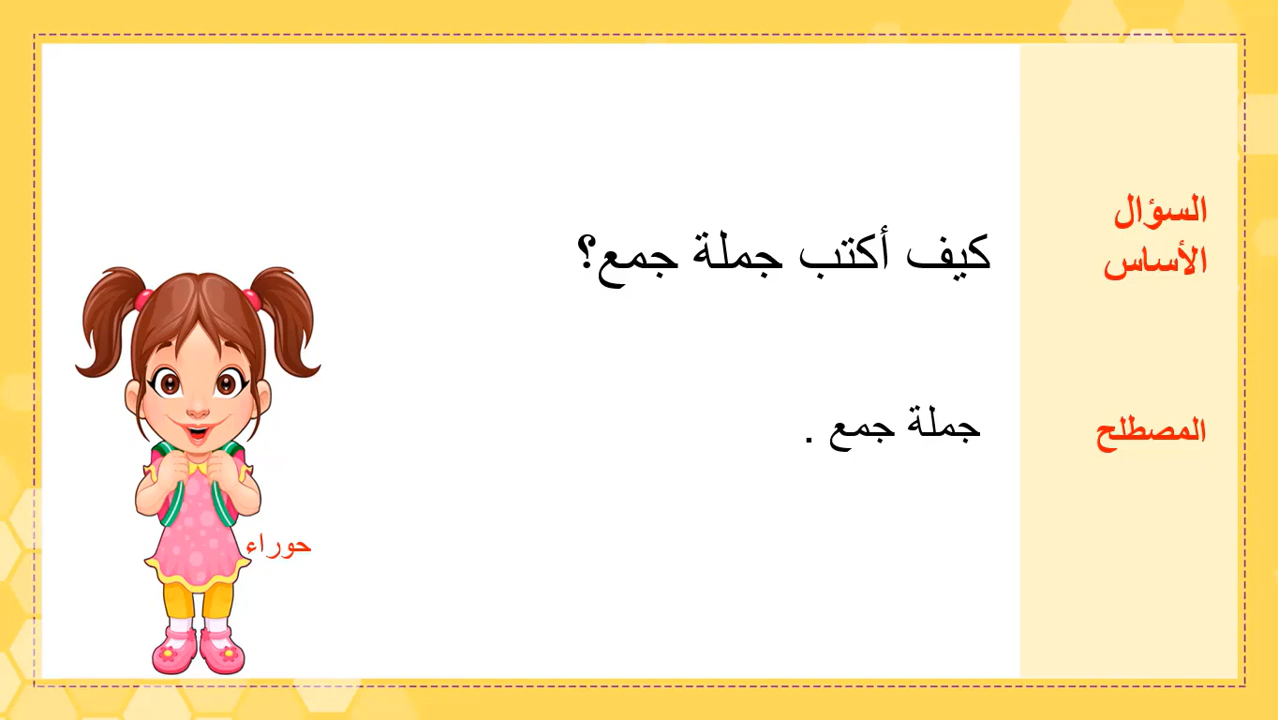 السؤال
الأساس
كيف أكتب جملة جمع؟
المصطلح
جملة جمع .
حوراء